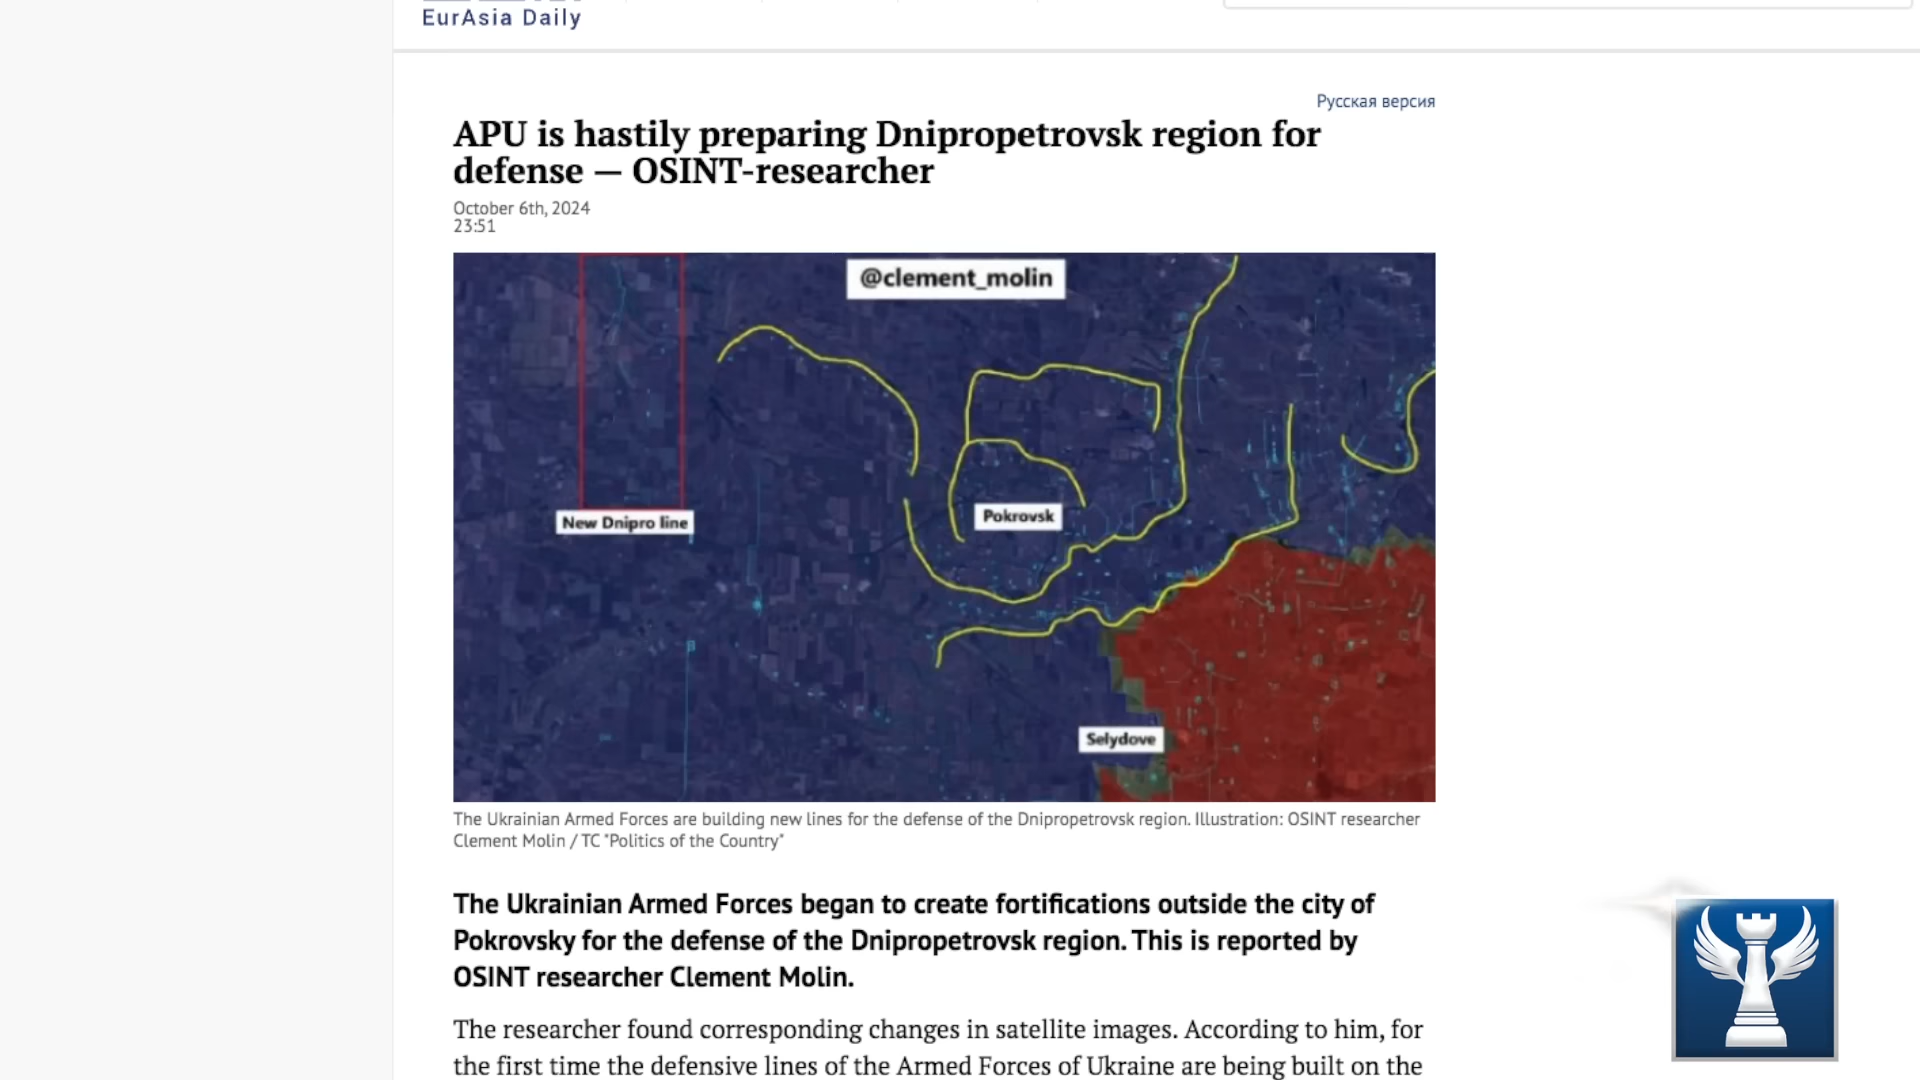 EurAsia Daily
Русская версия
APU is hastily preparing Dnipropetrovsk region for
defense — OSINT-researcher
October 6th, 2024
23:51
@clement_molin
New Dnipro line
Pokrovsk
Selydove
The Ukrainian Armed Forces are building new lines for the defense of the Dnipropetrovsk region. Illustration: OSINT researcher
Clement Molin / TC "Politics of the Country"
The Ukrainian Armed Forces began to create fortifications outside the city of
Pokrovsky for the defense of the Dnipropetrovsk region. This is reported by
OSINT researcher Clement Molin.
The researcher found corresponding changes in satellite images. According to him, for
the first time the defensive lines of the Armed Forces of Ukraine are being built on the